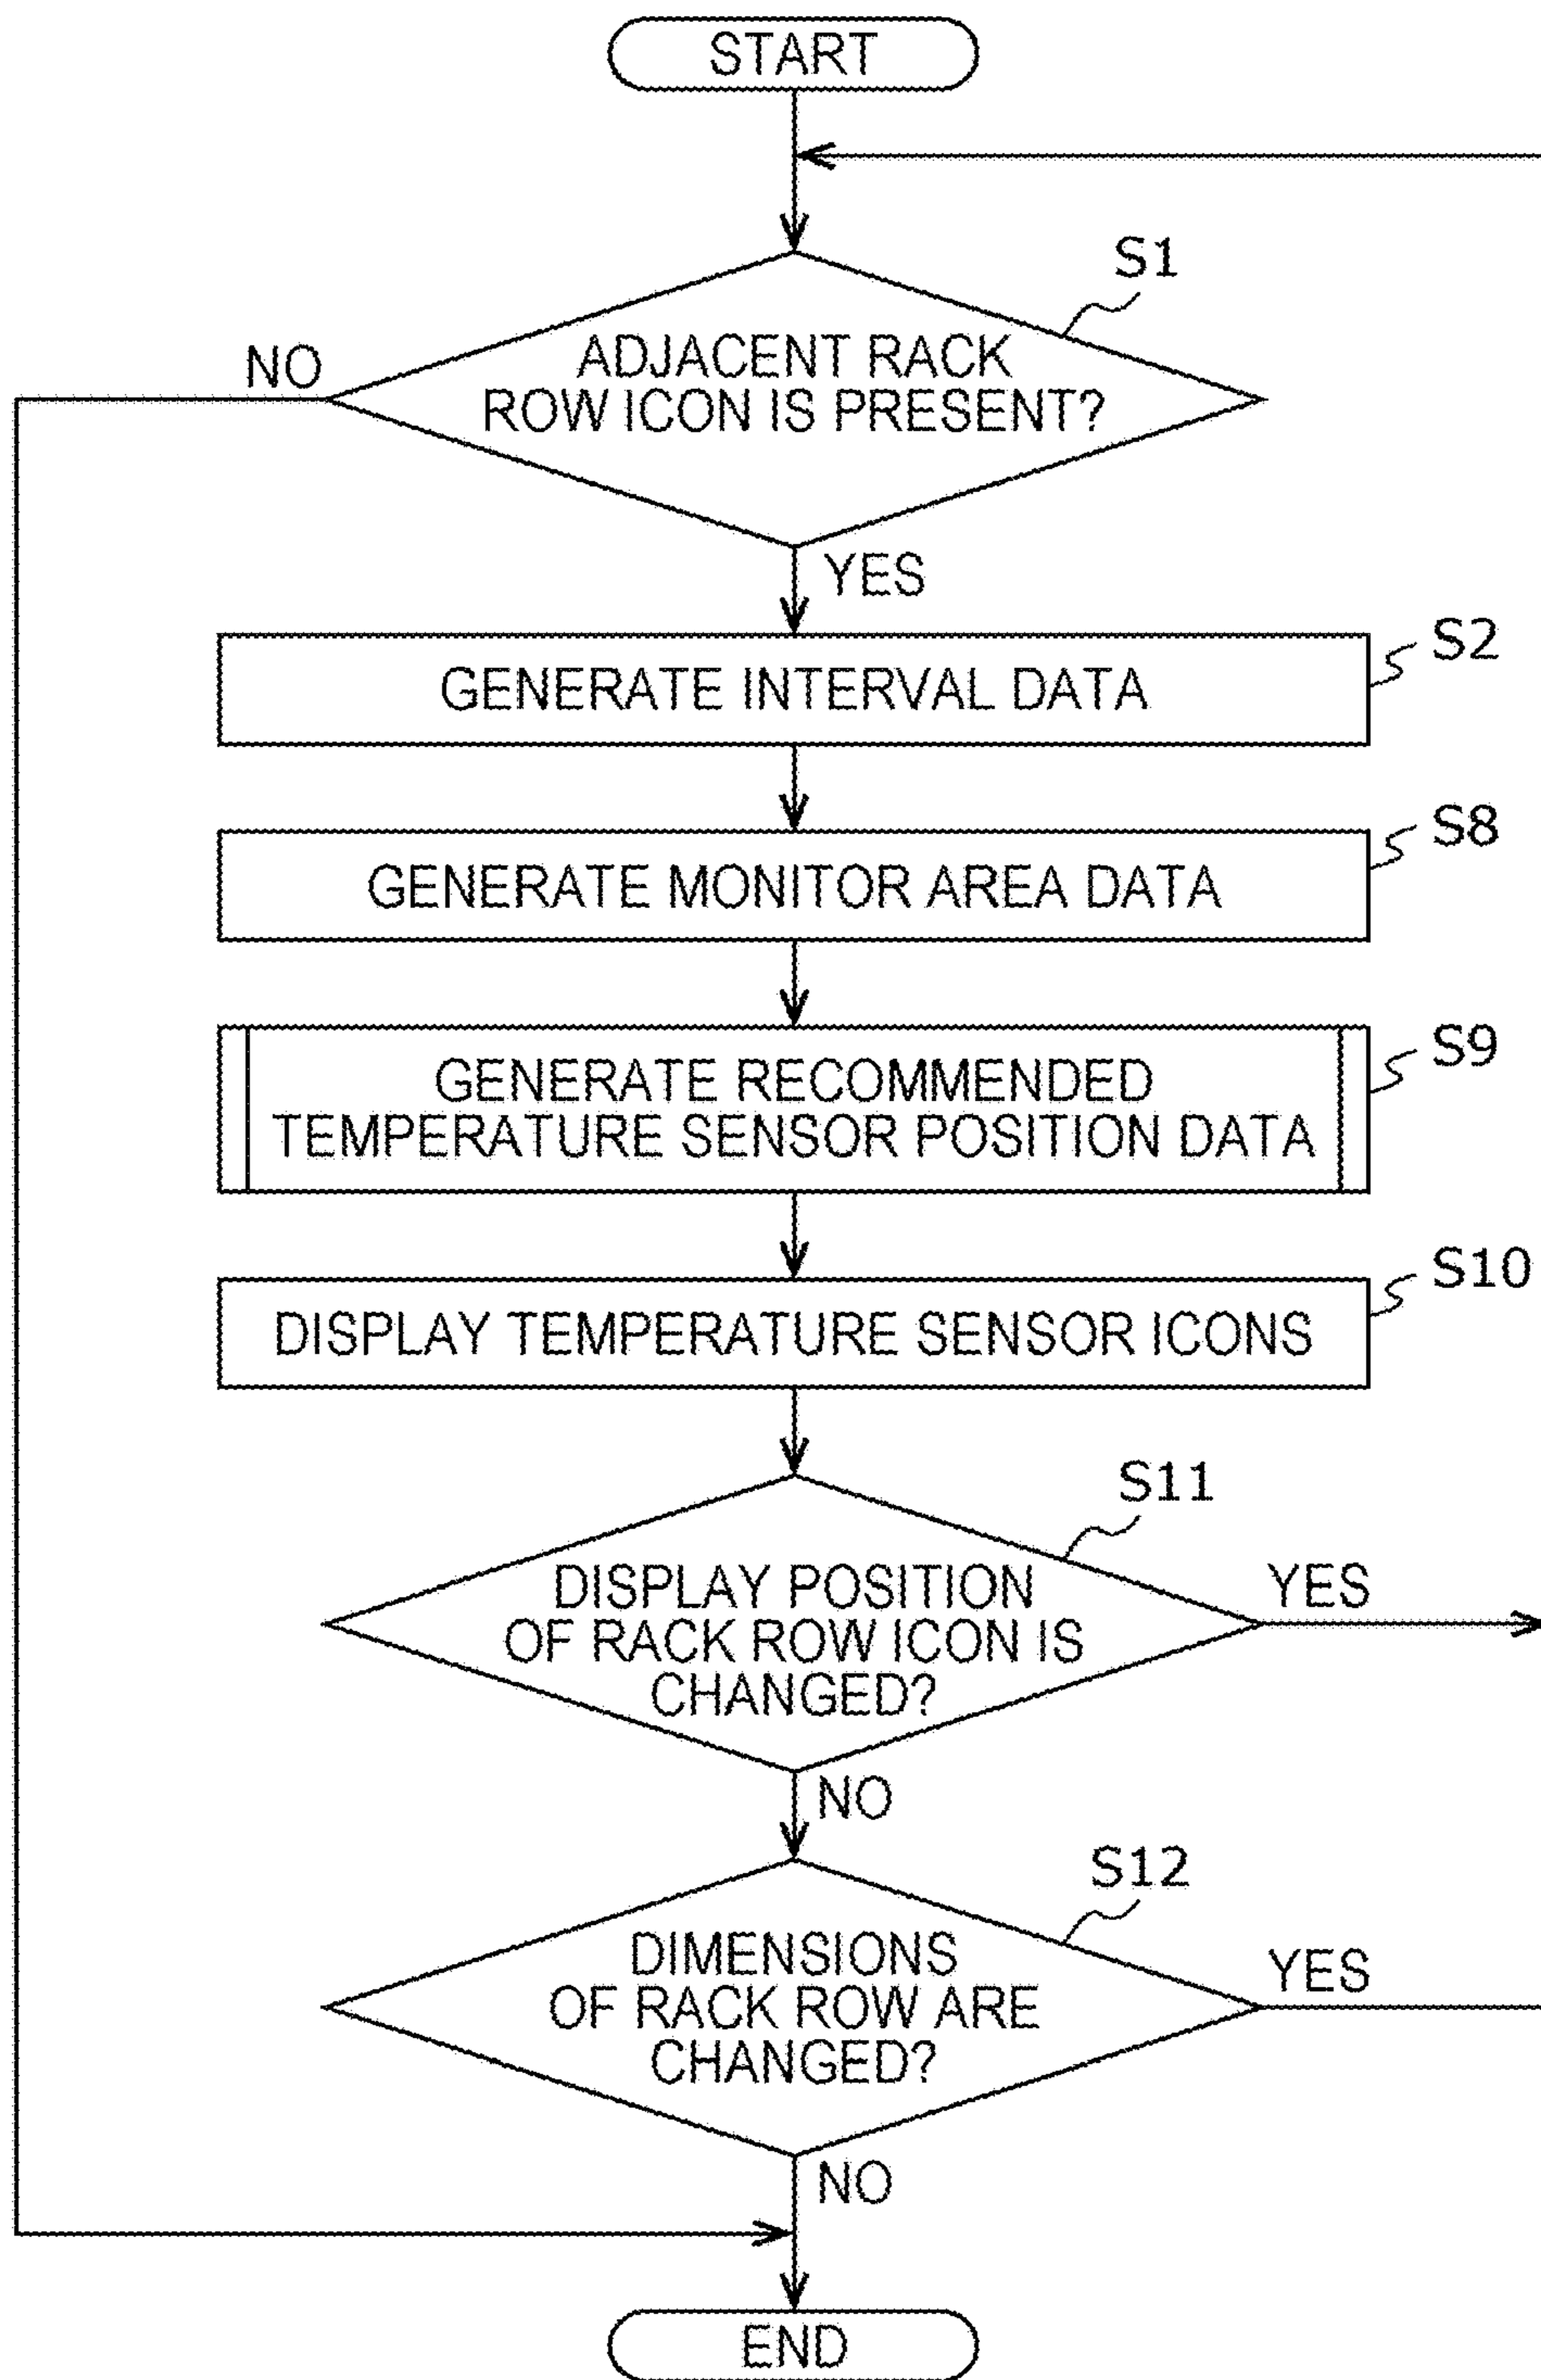 START
S1
ADJACENT RACK
ROW ICON IS PRESENT?
NO
YES
S2
GENERATE INTERVAL DATA
S8
GENERATE MONITOR AREA DATA
S9
GENERATE RECOMMENDED
TEMPERATURE SENSOR POSITION DATA
S10
DISPLAY TEMPERATURE SENSOR ICONS
S11
DISPLAY POSITION
OF RACK ROW ICON IS
CHANGED?
YES
NO
S12
DIMENSIONS
OF RACK ROW ARE
CHANGED?
YES
NO
END